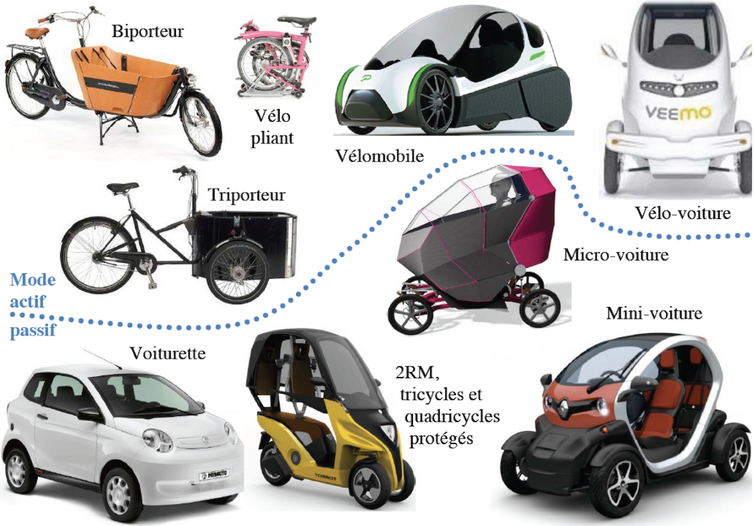 Biporteur
Vélo
pliant
Vélomobile
VEEMO
Vélo-voiture
Triporteur
Micro-voiture
Mode
actif
passif
Mini-voiture
Voiturette
2RM,
tricycles et
quadricycles
protégés